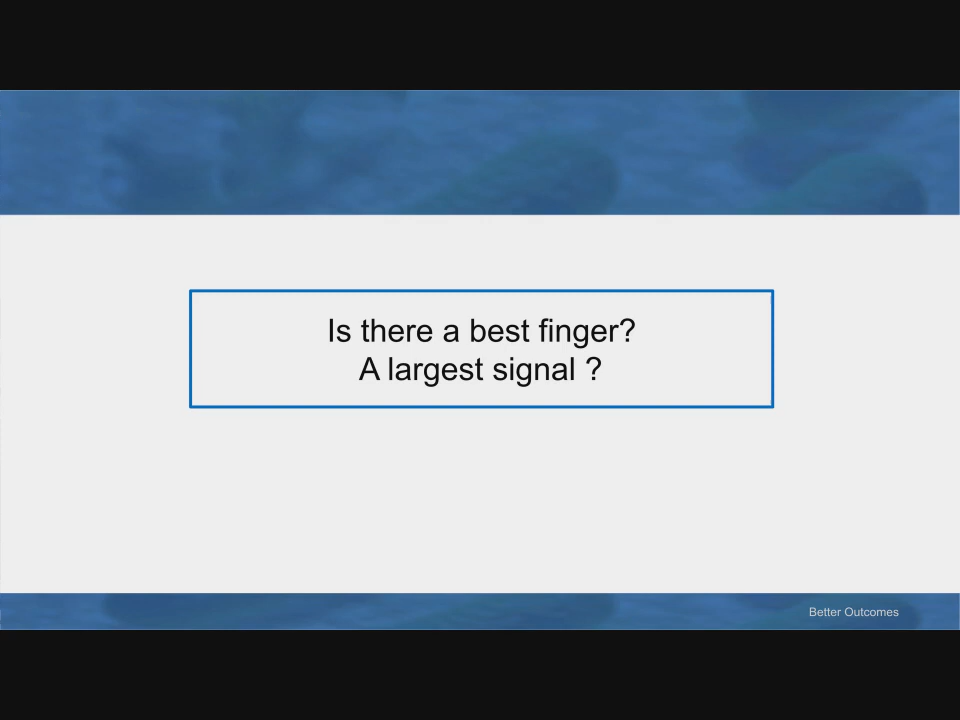 Is there a best finger?
A largest signal ?
Better Outcomes